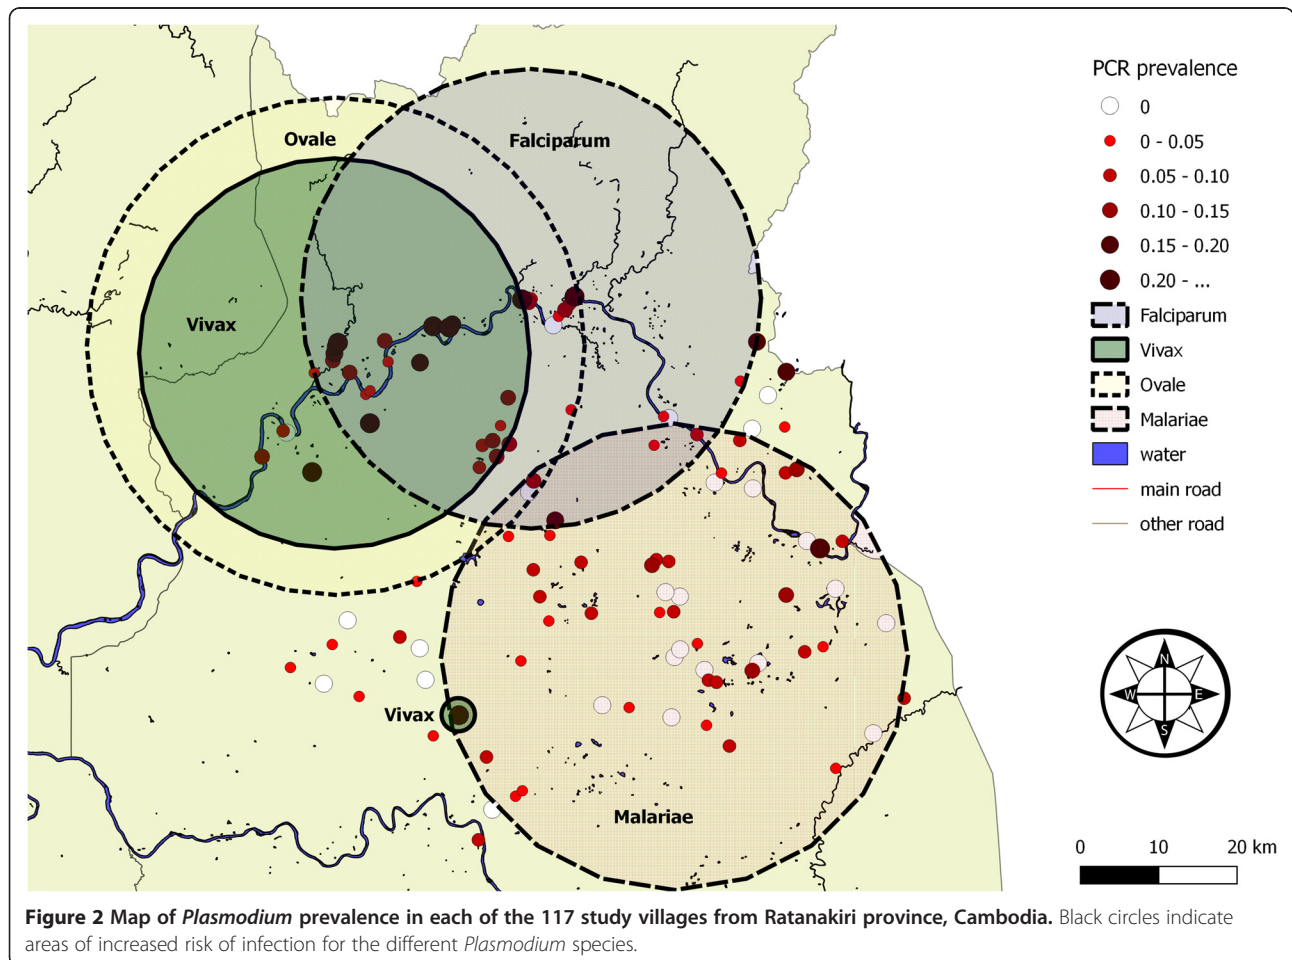 Ovale
Falciparum
Vivax
Vivax
Malariae
PCR prevalence
0
0 - 0.05
0.05 - 0.10
0.10 - 0.15
0.15 - 0.20
0.20 - ...
Falciparum
Vivax
Ovale
Malariae
water
main road
other road
N
W E
S
0 10 20 km
Figure 2 Map of Plasmodium prevalence in each of the 117 study villages from Ratanakiri province, Cambodia. Black circles indicate
areas of increased risk of infection for the different Plasmodium species.